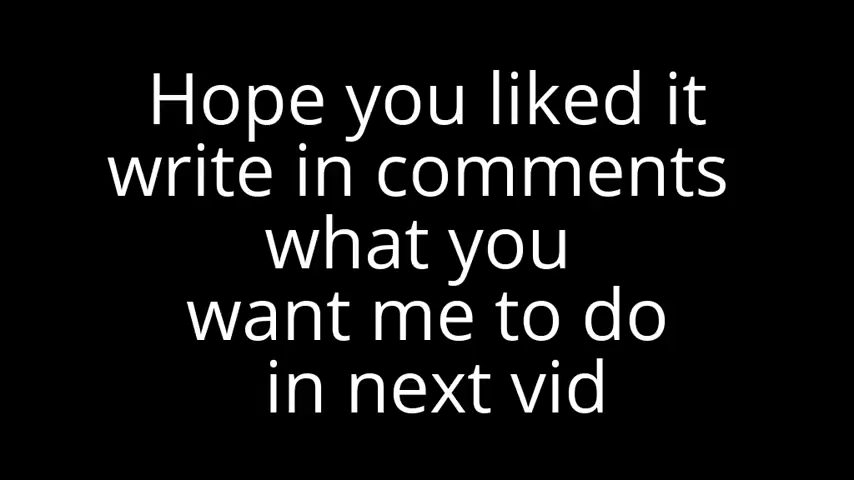 Hope you liked it
write in comments
what you
want me to do
in next vid